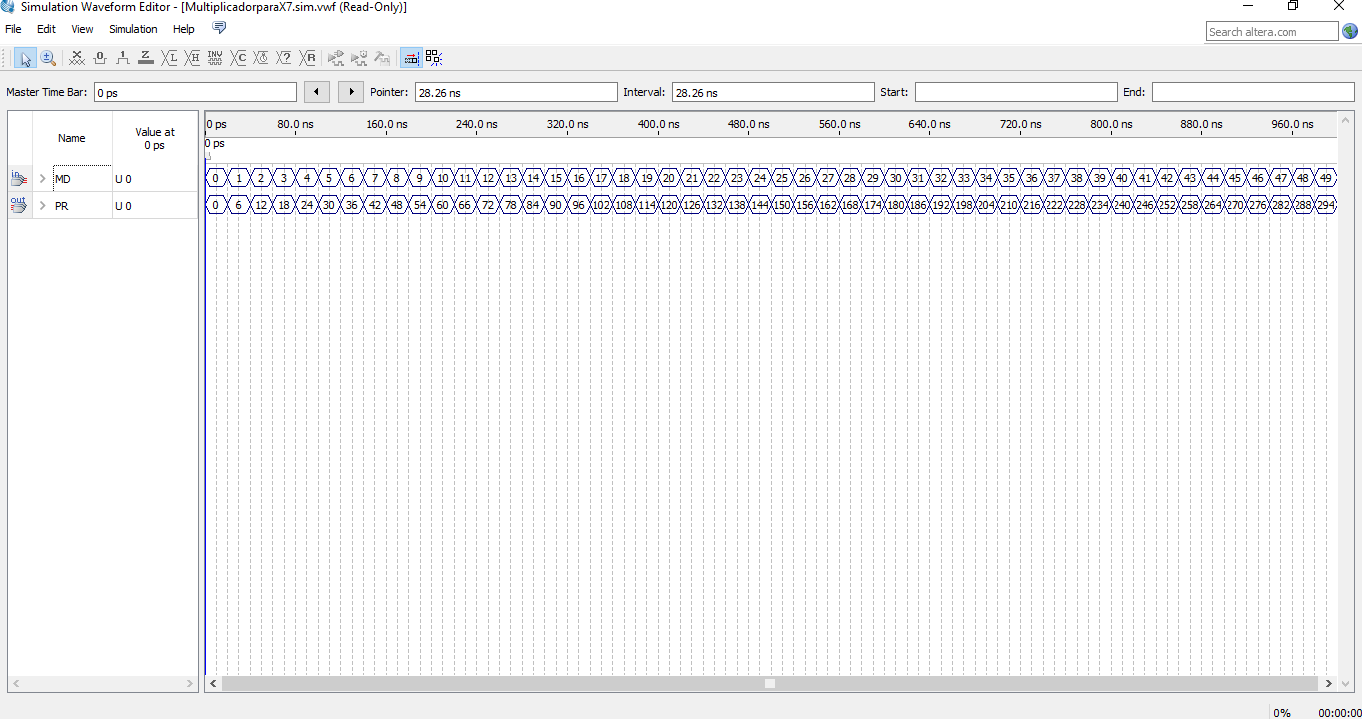 Simulation Waveform Editor - [MultiplicadorparaX7.sim.vwf (Read-Only)]
File Edit View Simulation Help
Search altera.com
Master Time Bar: 0 ps Pointer: 28.26 ns Interval: 28.26 ns Start: End:
Name Value at 0 ps
0 ps 80.0 ns 160.0 ns 240.0 ns 320.0 ns 400.0 ns 480.0 ns 560.0 ns 640.0 ns 720.0 ns 800.0 ns 880.0 ns 960.0 ns
0 ps
in MD U 0 0 1 2 3 4 5 6 7 8 9 10 11 12 13 14 15 16 17 18 19 20 21 22 23 24 25 26 27 28 29 30 31 32 33 34 35 36 37 38 39 40 41 42 43 44 45 46 47 48 49
out PR U 0 0 6 12 18 24 30 36 42 48 54 60 66 72 78 84 90 96 102 108 114 120 126 132 138 144 150 156 162 168 174 180 186 192 198 204 210 216 222 228 234 240 246 252 258 264 270 276 282 288 294
0% 00:00:00